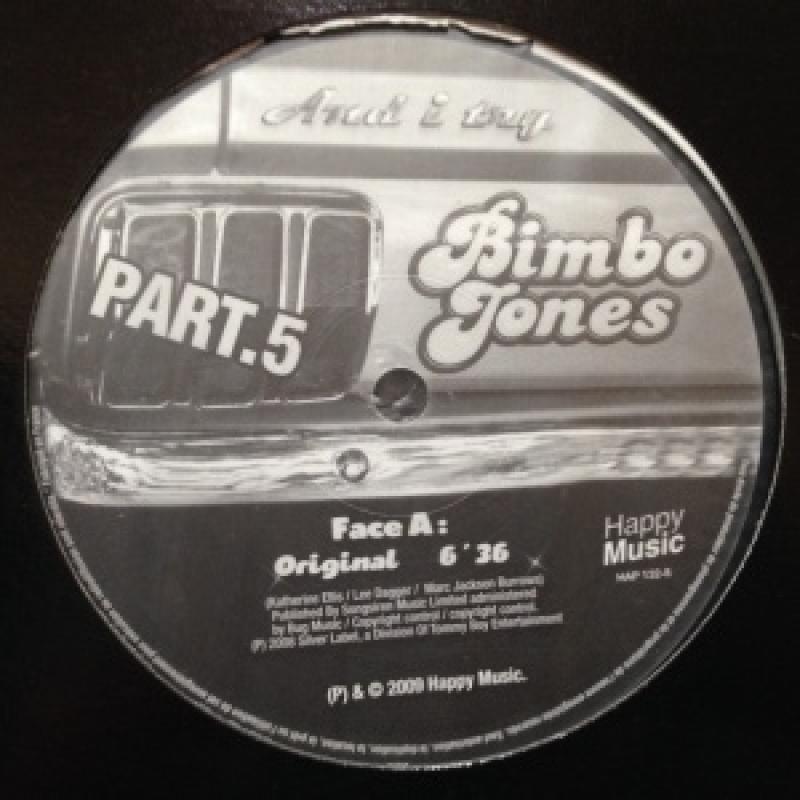 And i try
Bimbo
Jones
PART.5
Face A :
Original 6'36
Happy
Music
(Katherine Ellis / Lee Dagger / Marc Jackson Burrows)
Published By Songstream Music Limited administered
by Bug Music / Copyright control / copyright control.
(P) 2008 Silver Label, a Division Of Tommy Boy Entertainment
(P) & © 2009 Happy Music.